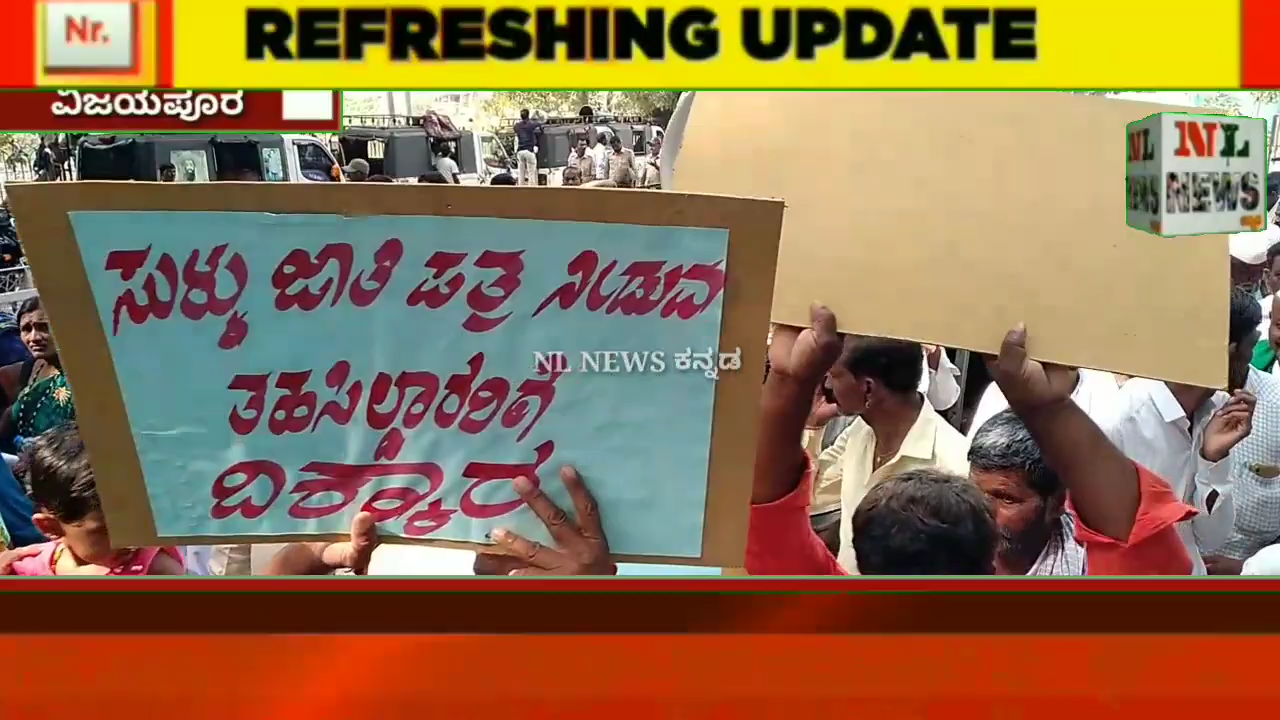 Nr.
REFRESHING UPDATE
ವಿಜಯಪೂರ
NL
NEWS
ಸುಳ್ಳು ಜಾತಿ ಪತ್ರ ನೀಡುವ
NL NEWS ಕನ್ನಡ
ತಹಸಿಲ್ದಾರರಿಗೆ
ದಿಕ್ಕಾರ